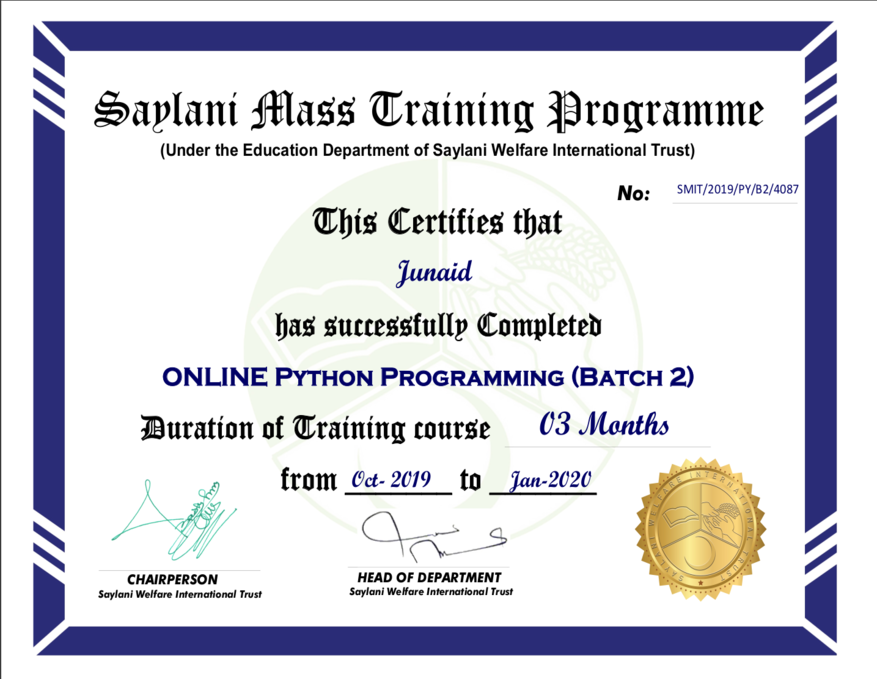 Saylani Mass Training Programme
(Under the Education Department of Saylani Welfare International Trust)
No: SMIT/2019/PY/B2/4087
This Certifies that
Junaid
has successfully Completed
ONLINE PYTHON PROGRAMMING (BATCH 2)
Duration of Training course 03 Months
from Oct- 2019 to Jan-2020
SAYLANI WELFARE INTERNATIONAL TRUST
CHAIRPERSON
Saylani Welfare International Trust
HEAD OF DEPARTMENT
Saylani Welfare International Trust